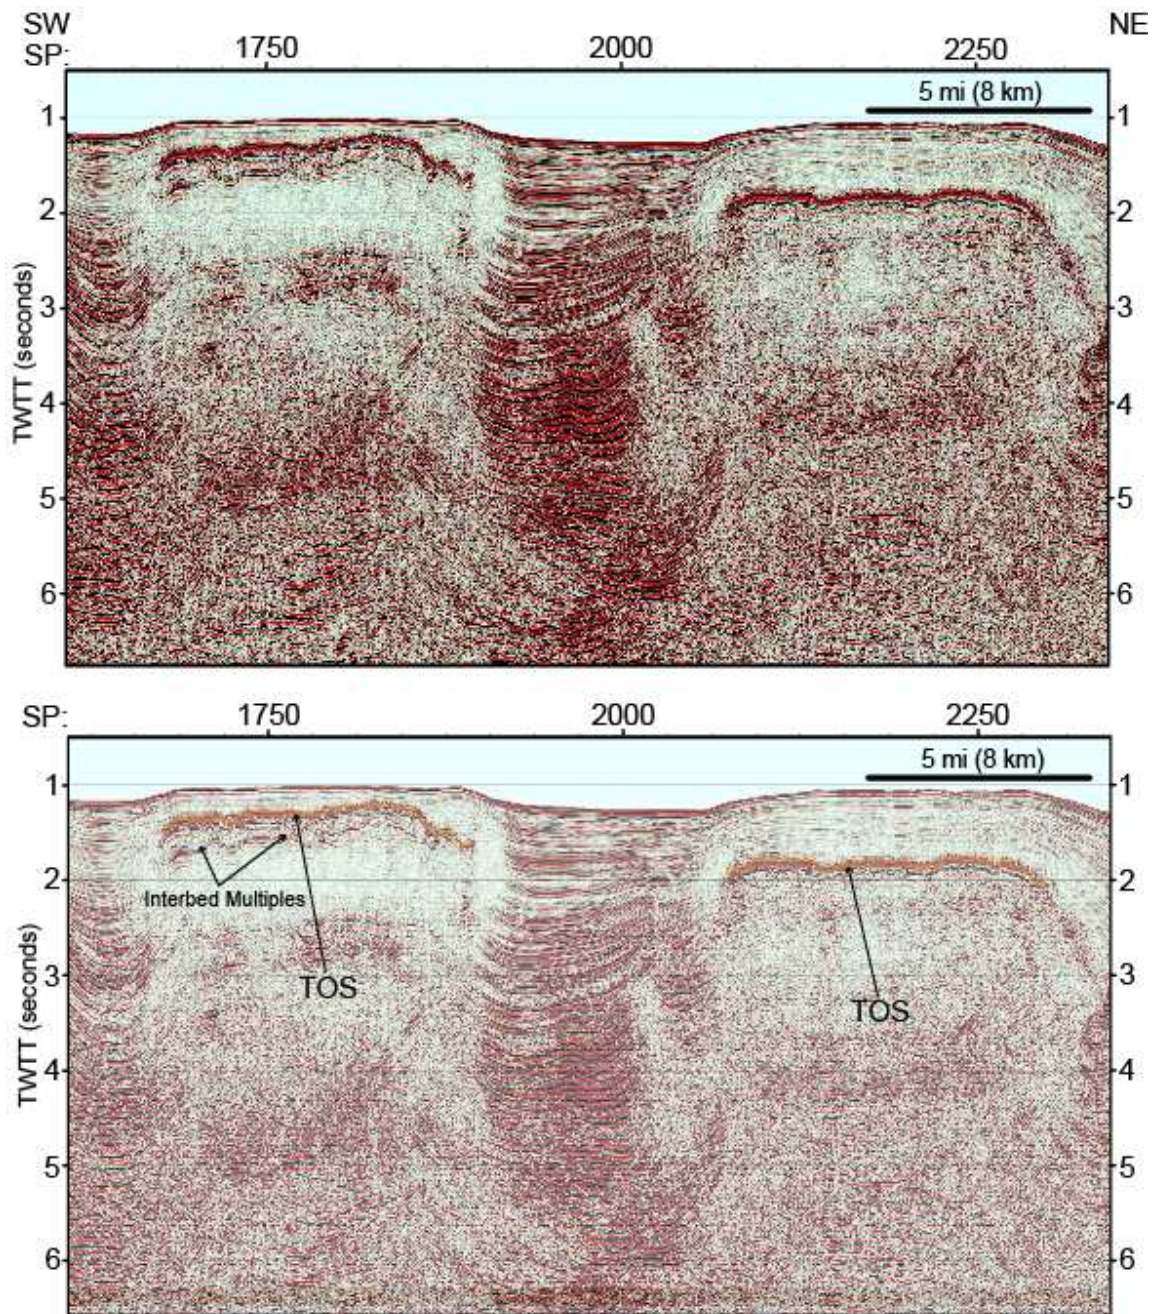 SW NE
SP: 1750 2000 2250
5 mi (8 km)
1 1
2 2
3 3
4 4
5 5
6 6
TWTT (seconds)
SP: 1750 2000 2250
5 mi (8 km)
1 1
2 2
Interbed Multiples
3 3
TOS
TOS
4 4
5 5
6 6
TWTT (seconds)